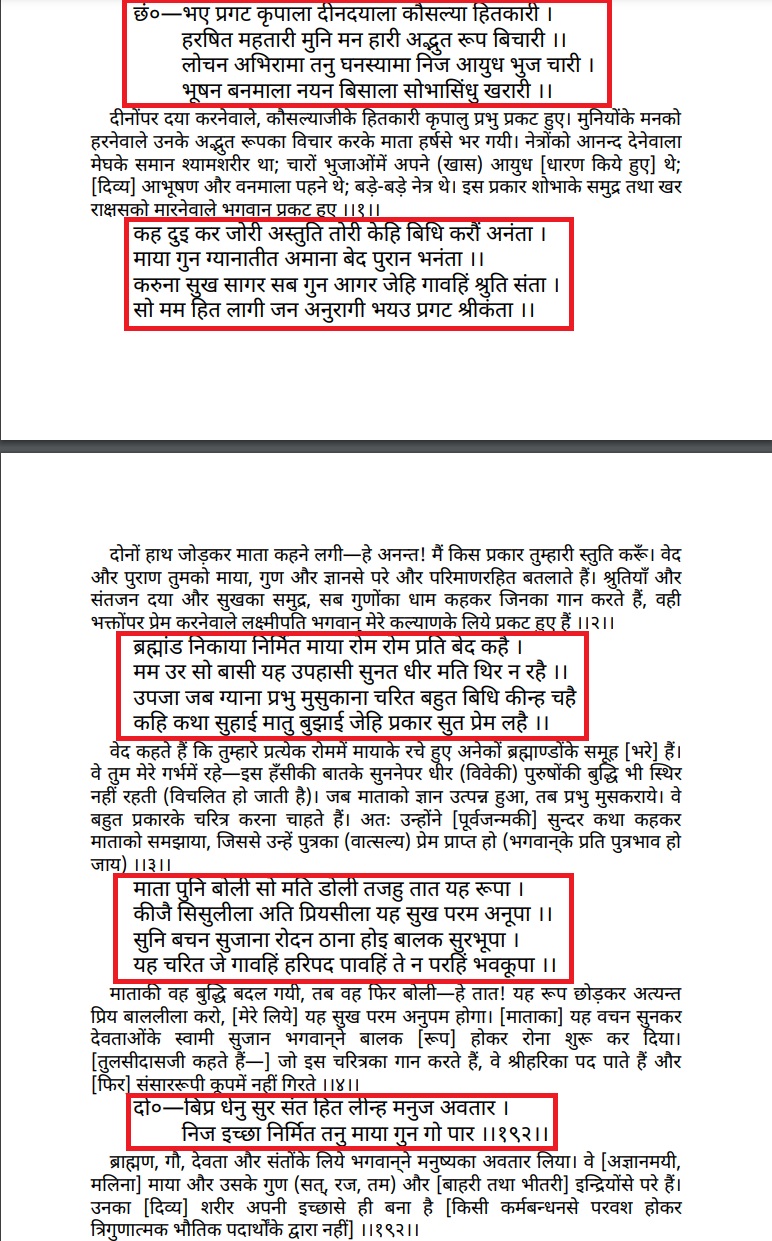 छं०—भए प्रगट कृपाला दीनदयाला कौसल्या हितकारी ।
हरषित महतारी मुनि मन हारी अद्भुत रूप बिचारी ।।
लोचन अभिरामा तनु घनस्यामा निज आयुध भुज चारी ।
भूषन बनमाला नयन बिसाला सोभासिंधु खरारी ।।
दीनोंपर दया करनेवाले, कौसल्याजीके हितकारी कृपालु प्रभु प्रकट हुए। मुनियोंके मनको
हरनेवाले उनके अद्भुत रूपका विचार करके माता हर्षसे भर गयी। नेत्रोंको आनन्द देनेवाला
मेघके समान श्यामशरीर था; चारों भुजाओंमें अपने (खास) आयुध [धारण किये हुए] थे;
[दिव्य] आभूषण और वनमाला पहने थे; बड़े-बड़े नेत्र थे। इस प्रकार शोभाके समुद्र तथा खर
राक्षसको मारनेवाले भगवान् प्रकट हुए ।।१।।
कह दुइ कर जोरी अस्तुति तोरी केहि बिधि करौं अनंता ।
माया गुन ग्यानातीत अमाना बेद पुरान भनंता ।।
करुना सुख सागर सब गुन आगर जेहि गावहिं श्रुति संता ।
सो मम हित लागी जन अनुरागी भयउ प्रगट श्रीकंता ।।
दोनों हाथ जोड़कर माता कहने लगी—हे अनन्त! मैं किस प्रकार तुम्हारी स्तुति करूँ। वेद
और पुराण तुमको माया, गुण और ज्ञानसे परे और परिमाणरहित बतलाते हैं। श्रुतियाँ और
संतजन दया और सुखका समुद्र, सब गुणोंका धाम कहकर जिनका गान करते हैं, वही
भक्तोंपर प्रेम करनेवाले लक्ष्मीपति भगवान् मेरे कल्याणके लिये प्रकट हुए हैं ।।२।।
ब्रह्मांड निकाया निर्मित माया रोम रोम प्रति बेद कहै ।
मम उर सो बासी यह उपहासी सुनत धीर मति थिर न रहै ।।
उपजा जब ग्याना प्रभु मुसुकाना चरित बहुत बिधि कीन्ह चहै
कहि कथा सुहाई मातु बुझाई जेहि प्रकार सुत प्रेम लहै ।।
वेद कहते हैं कि तुम्हारे प्रत्येक रोममें मायाके रचे हुए अनेकों ब्रह्माण्डोंके समूह [भरे] हैं।
वे तुम मेरे गर्भमें रहे—इस हँसीकी बातके सुननेपर धीर (विवेकी) पुरुषोंकी बुद्धि भी स्थिर
नहीं रहती (विचलित हो जाती है)। जब माताको ज्ञान उत्पन्न हुआ, तब प्रभु मुसकराये। वे
बहुत प्रकारके चरित्र करना चाहते हैं। अतः उन्होंने [पूर्वजन्मकी] सुन्दर कथा कहकर
माताको समझाया, जिससे उन्हें पुत्रका (वात्सल्य) प्रेम प्राप्त हो (भगवान्‌के प्रति पुत्रभाव हो
जाय) ।।३।।
माता पुनि बोली सो मति डोली तजहु तात यह रूपा ।
कीजै सिसुलीला अति प्रियसीला यह सुख परम अनूपा ।।
सुनि बचन सुजाना रोदन ठाना होइ बालक सुरभूपा ।
यह चरित जे गावहिं हरिपद पावहिं ते न परहिं भवकूपा ।।
माताकी वह बुद्धि बदल गयी, तब वह फिर बोली—हे तात! यह रूप छोड़कर अत्यन्त
प्रिय बाललीला करो, [मेरे लिये] यह सुख परम अनुपम होगा। [माताका] यह वचन सुनकर
देवताओंके स्वामी सुजान भगवान्‌ने बालक [रूप] होकर रोना शुरू कर दिया।
[तुलसीदासजी कहते हैं—] जो इस चरित्रका गान करते हैं, वे श्रीहरिका पद पाते हैं और
[फिर] संसाररूपी कूपमें नहीं गिरते ।।४।।
दो०—बिप्र धेनु सुर संत हित लीन्ह मनुज अवतार ।
निज इच्छा निर्मित तनु माया गुन गो पार ।।१९२।।
ब्राह्मण, गौ, देवता और संतोंके लिये भगवान्‌ने मनुष्यका अवतार लिया। वे [अज्ञानमयी,
मलिना] माया और उसके गुण (सत्, रज, तम) और [बाहरी तथा भीतरी] इन्द्रियोंसे परे हैं।
उनका [दिव्य] शरीर अपनी इच्छासे ही बना है [किसी कर्मबन्धनसे परवश होकर
त्रिगुणात्मक भौतिक पदार्थोंके द्वारा नहीं] ।।१९२।।